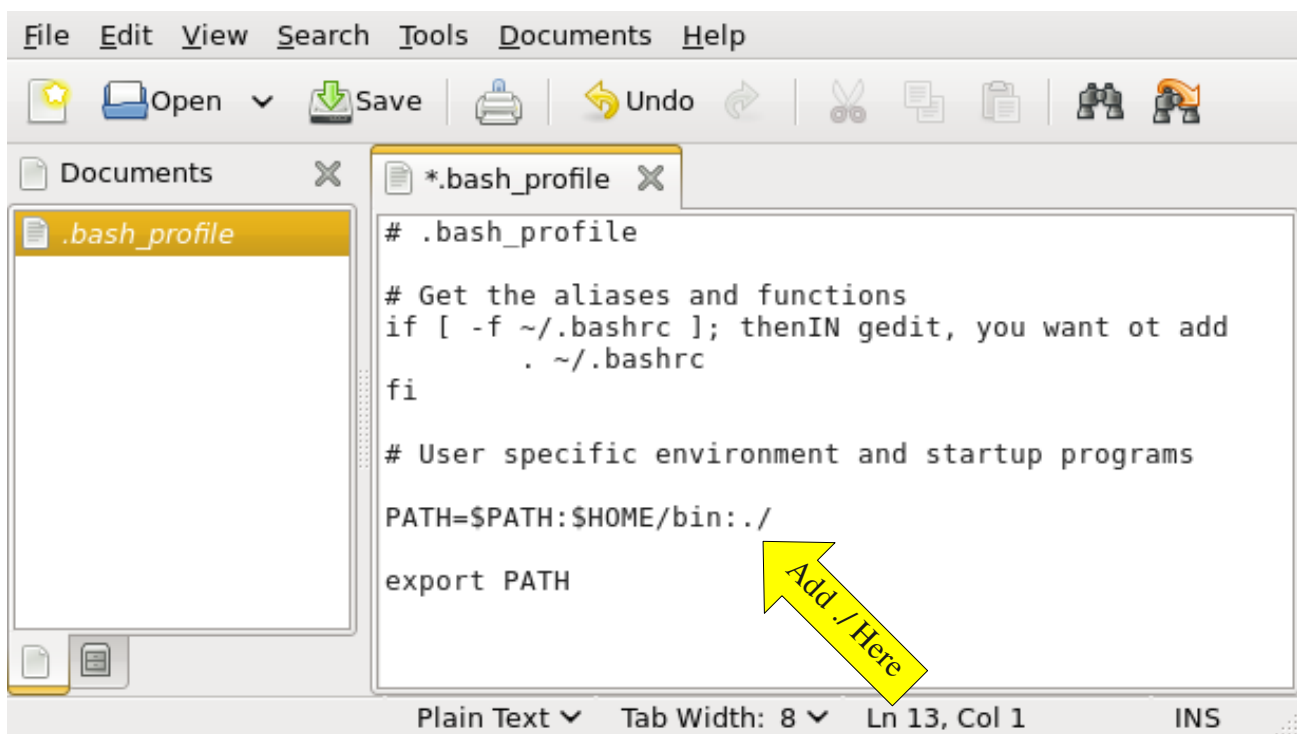 File Edit View Search Tools Documents Help
Open Save Undo
Documents
*.bash_profile
.bash_profile
# .bash_profile
# Get the aliases and functions
if [ -f ~/.bashrc ]; thenIN gedit, you want ot add
. ~/.bashrc
fi
# User specific environment and startup programs
PATH=$PATH:$HOME/bin:./
export PATH
Add ./ Here
Plain Text Tab Width: 8 Ln 13, Col 1 INS